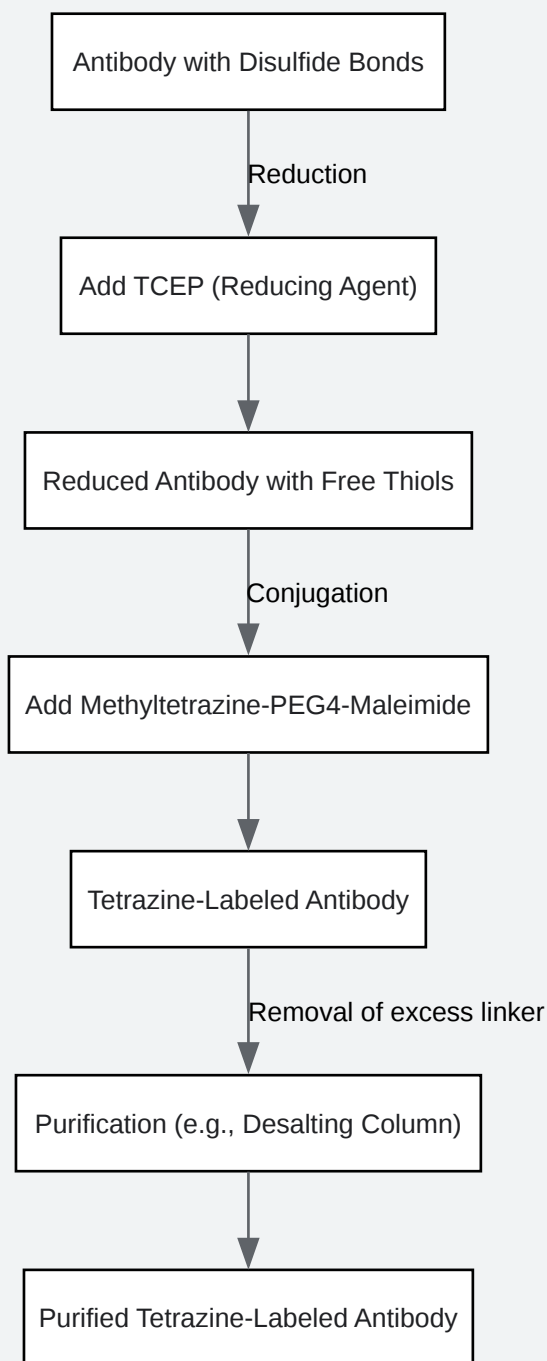 Antibody with Disulfide Bonds
Reduction
Add TCEP (Reducing Agent)
Reduced Antibody with Free Thiols
Conjugation
Add Methyltetrazine-PEG4-Maleimide
Tetrazine-Labeled Antibody
Removal of excess linker
Purification (e.g., Desalting Column)
Purified Tetrazine-Labeled Antibody